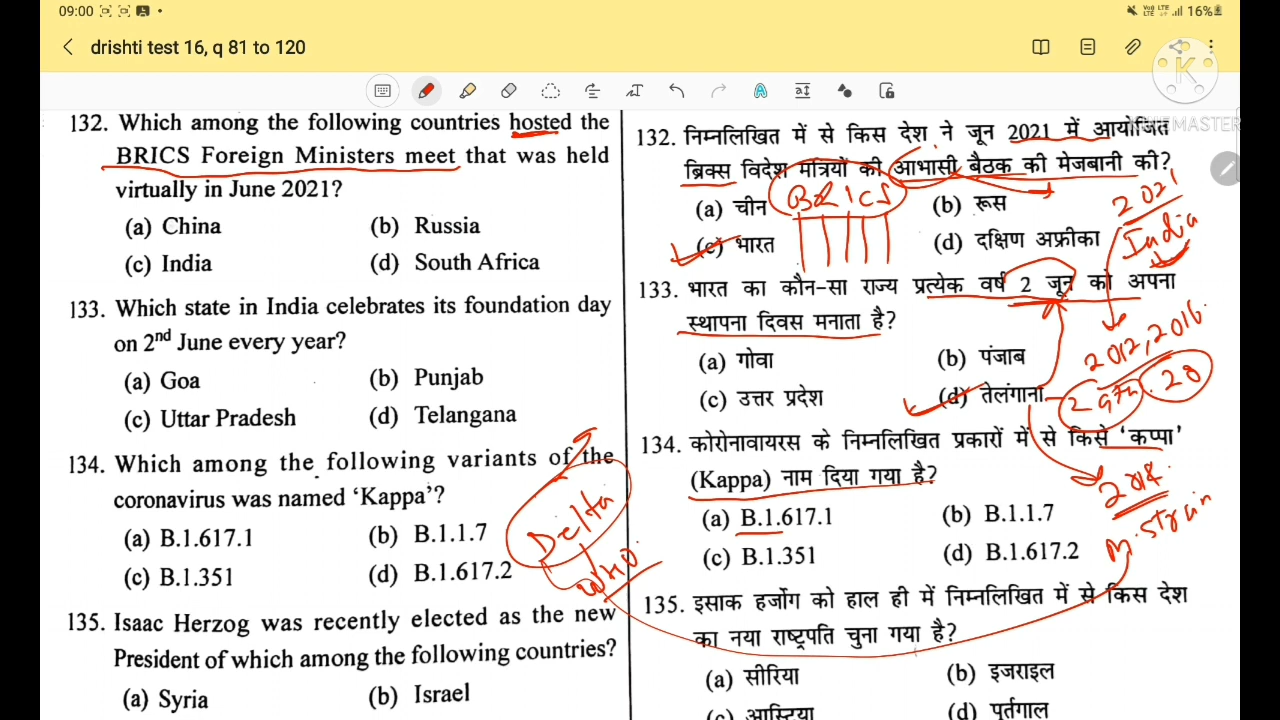 09:00
16%
drishti test 16, q 81 to 120
K
132. Which among the following countries hosted the
BRICS Foreign Ministers meet that was held
virtually in June 2021?
(a) China (b) Russia
(c) India (d) South Africa
133. Which state in India celebrates its foundation day
on 2nd June every year?
(a) Goa (b) Punjab
(c) Uttar Pradesh (d) Telangana
134. Which among the following variants of the
coronavirus was named ‘Kappa’?
(a) B.1.617.1 (b) B.1.1.7
(c) B.1.351 (d) B.1.617.2
135. Isaac Herzog was recently elected as the new
President of which among the following countries?
(a) Syria (b) Israel
Delta
WHO
132. निम्नलिखित में से किस देश ने जून 2021 में आयोजित
ब्रिक्स विदेश मंत्रियों की आभासी बैठक की मेजबानी की?
(a) चीन (b) रूस
(c) भारत (d) दक्षिण अफ्रीका
BRICS
2021
India
133. भारत का कौन-सा राज्य प्रत्येक वर्ष 2 जून को अपना
स्थापना दिवस मनाता है?
(a) गोवा (b) पंजाब
(c) उत्तर प्रदेश (d) तेलंगाना
2012, 2016
29th
28
134. कोरोनावायरस के निम्नलिखित प्रकारों में से किसे ‘कप्पा’
(Kappa) नाम दिया गया है?
(a) B.1.617.1 (b) B.1.1.7
(c) B.1.351 (d) B.1.617.2
M. Strain
135. इसाक हर्जोग को हाल ही में निम्नलिखित में से किस देश
का नया राष्ट्रपति चुना गया है?
(a) सीरिया (b) इजराइल
(d) पुर्तगाल